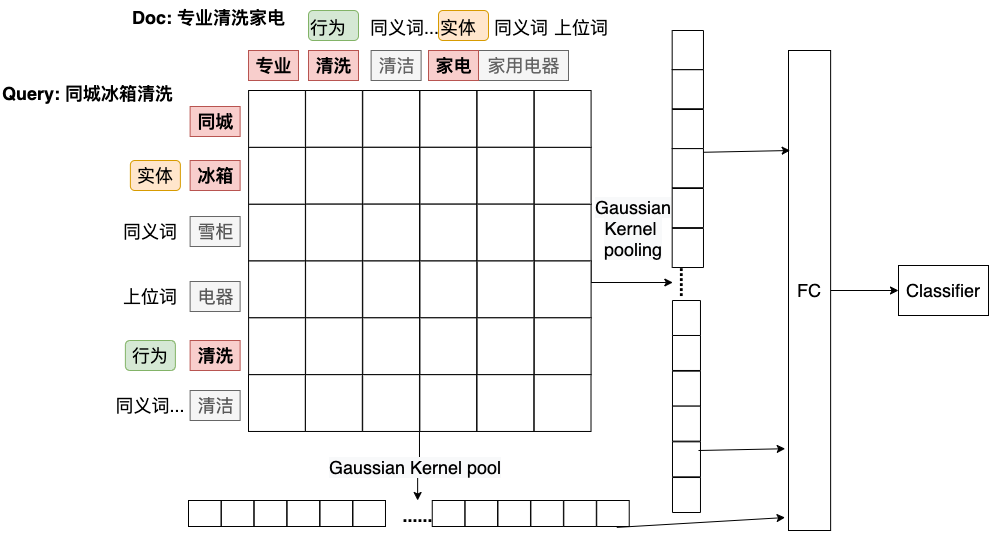 Doc: 专业清洗家电
行为 同义词... 实体 同义词 上位词
专业 清洗 清洁 家电 家用电器
Query: 同城冰箱清洗
同城
实体 冰箱
同义词 雪柜
上位词 电器
行为 清洗
同义词... 清洁
Gaussian
Kernel
pooling
FC
Classifier
Gaussian Kernel pool
......